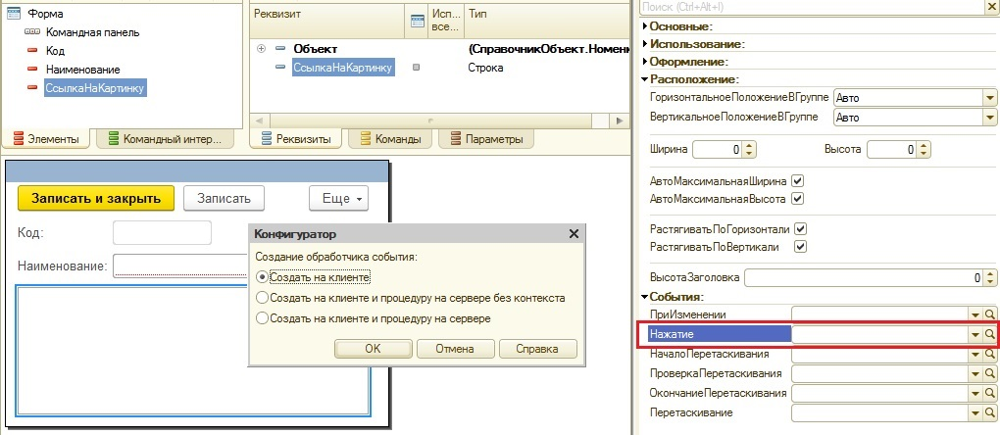 Форма
Командная панель
Код
Наименование
СсылкаНаКартинку
Элементы
Командный интер...
Реквизит
Исп...
все...
Тип
Объект
(СправочникОбъект.Номен
СсылкаНаКартинку
Строка
Реквизиты
Команды
Параметры
Записать и закрыть
Записать
Еще
Код:
Наименование:
Конфигуратор
Создание обработчика события:
Создать на клиенте
Создать на клиенте и процедуру на сервере без контекста
Создать на клиенте и процедуру на сервере
OK
Отмена
Справка
Поиск (Ctrl+Alt+I)
Основные:
Использование:
Оформление:
Расположение:
ГоризонтальноеПоложениеВГруппе Авто
ВертикальноеПоложениеВГруппе Авто
Ширина 0 Высота 0
АвтоМаксимальнаяШирина
АвтоМаксимальнаяВысота
РастягиватьПоГоризонтали
РастягиватьПоВертикали
ВысотаЗаголовка 0
События:
ПриИзменении
Нажатие
НачалоПеретаскивания
ПроверкаПеретаскивания
ОкончаниеПеретаскивания
Перетаскивание